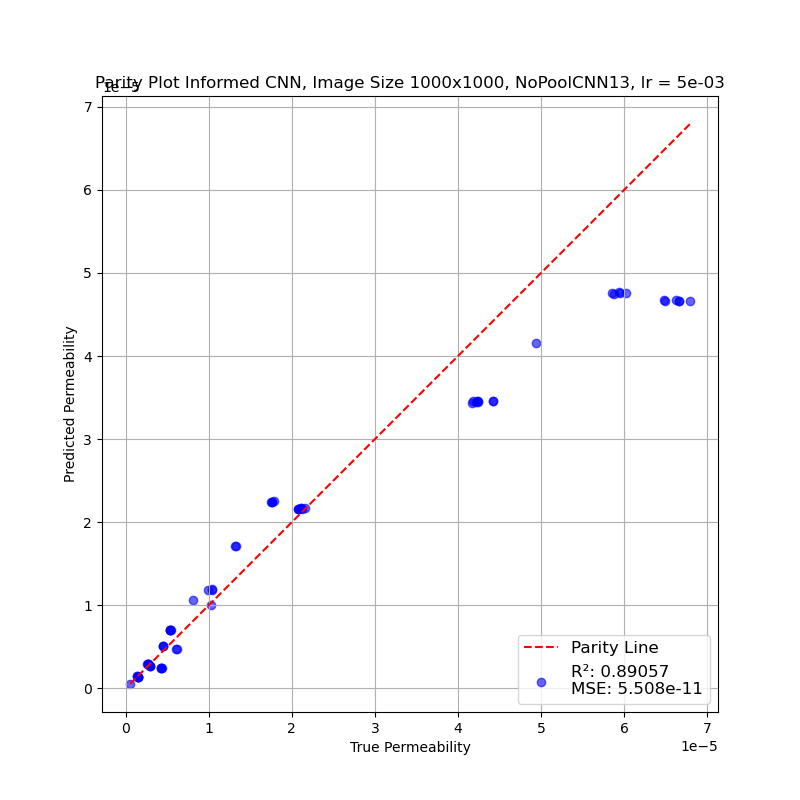 Parity Plot Informed CNN, Image Size 1000x1000, NoPoolCNN13, lr = 5e-03
1e−5
7
6
5
4
3
2
1
0
Predicted Permeability
0 1 2 3 4 5 6 7
1e−5
True Permeability
Parity Line
R²: 0.89057
MSE: 5.508e-11